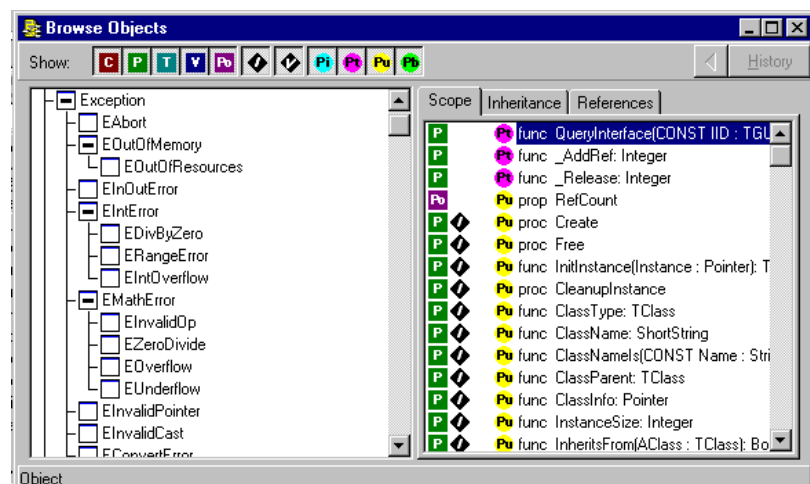 Browse Objects
Show: C P T V Po I V Pi Pt Pu Pb History
Exception
EAbort
EOutOfMemory
EOutOfResources
EInOutError
EIntError
EDivByZero
ERangeError
EIntOverflow
EMathError
EInvalidOp
EZeroDivide
EOverflow
EUnderflow
EInvalidPointer
EInvalidCast
EConvertError
Scope Inheritance References
P Pt func QueryInterface(CONST IID : TGU
P Pt func _AddRef: Integer
P Pt func _Release: Integer
Po Pu prop RefCount
P I Pu proc Create
P I Pu proc Free
P I Pu func InitInstance(Instance : Pointer): T
P I Pu proc CleanupInstance
P I Pu func ClassType: TClass
P I Pu func ClassName: ShortString
P I Pu func ClassNameIs(CONST Name : Stri
P I Pu func ClassParent: TClass
P I Pu func ClassInfo: Pointer
P I Pu func InstanceSize: Integer
P I Pu func InheritsFrom(AClass : TClass): Bo
Object